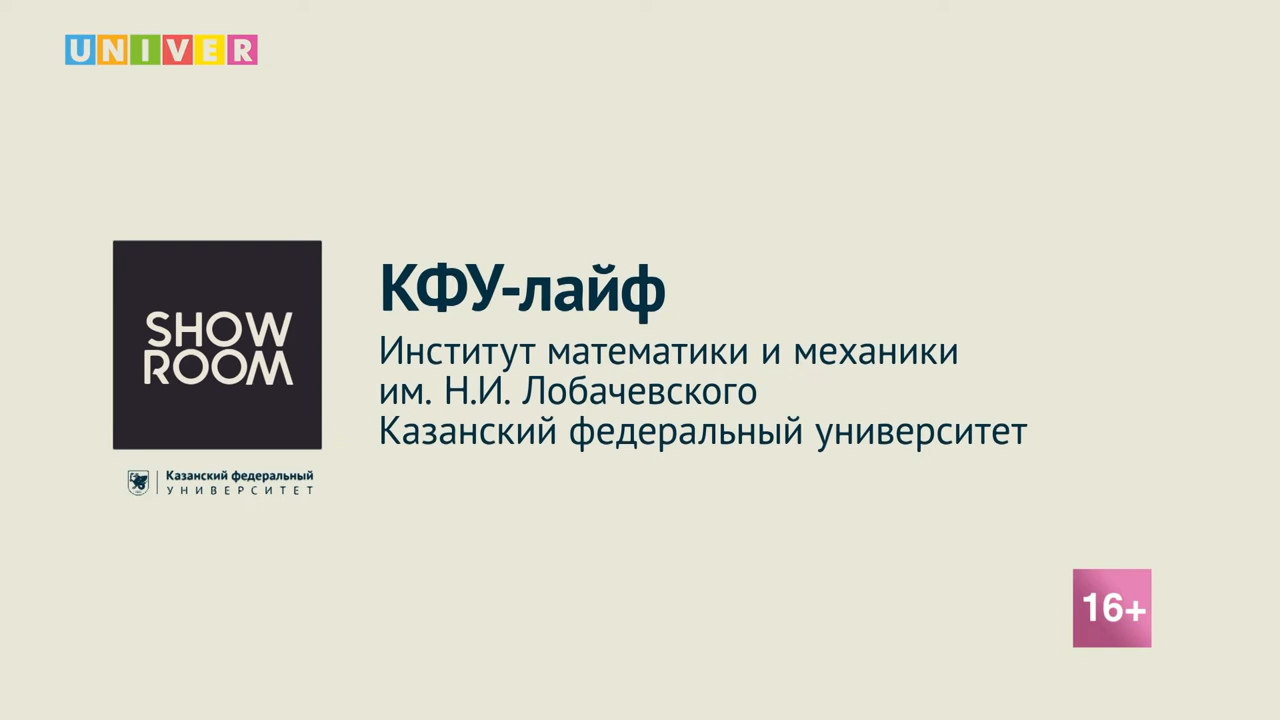 UNIVER
SHOW
ROOM
Казанский федеральный
УНИВЕРСИТЕТ
КФУ-лайф
Институт математики и механики
им. Н.И. Лобачевского
Казанский федеральный университет
16+